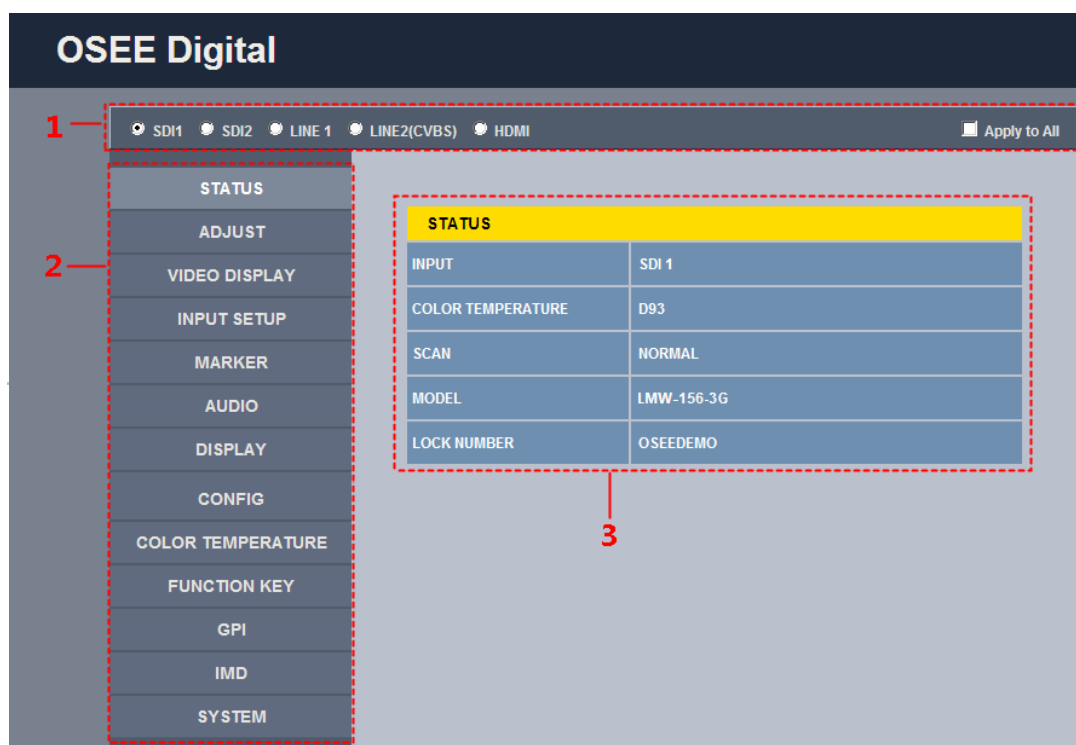 OSEE Digital
1
SDI1 SDI2 LINE 1 LINE2(CVBS) HDMI Apply to All
2
STATUS
ADJUST
VIDEO DISPLAY
INPUT SETUP
MARKER
AUDIO
DISPLAY
CONFIG
COLOR TEMPERATURE
FUNCTION KEY
GPI
IMD
SYSTEM
STATUS
INPUT SDI 1
COLOR TEMPERATURE D93
SCAN NORMAL
MODEL LMW-156-3G
LOCK NUMBER OSEEDEMO
3